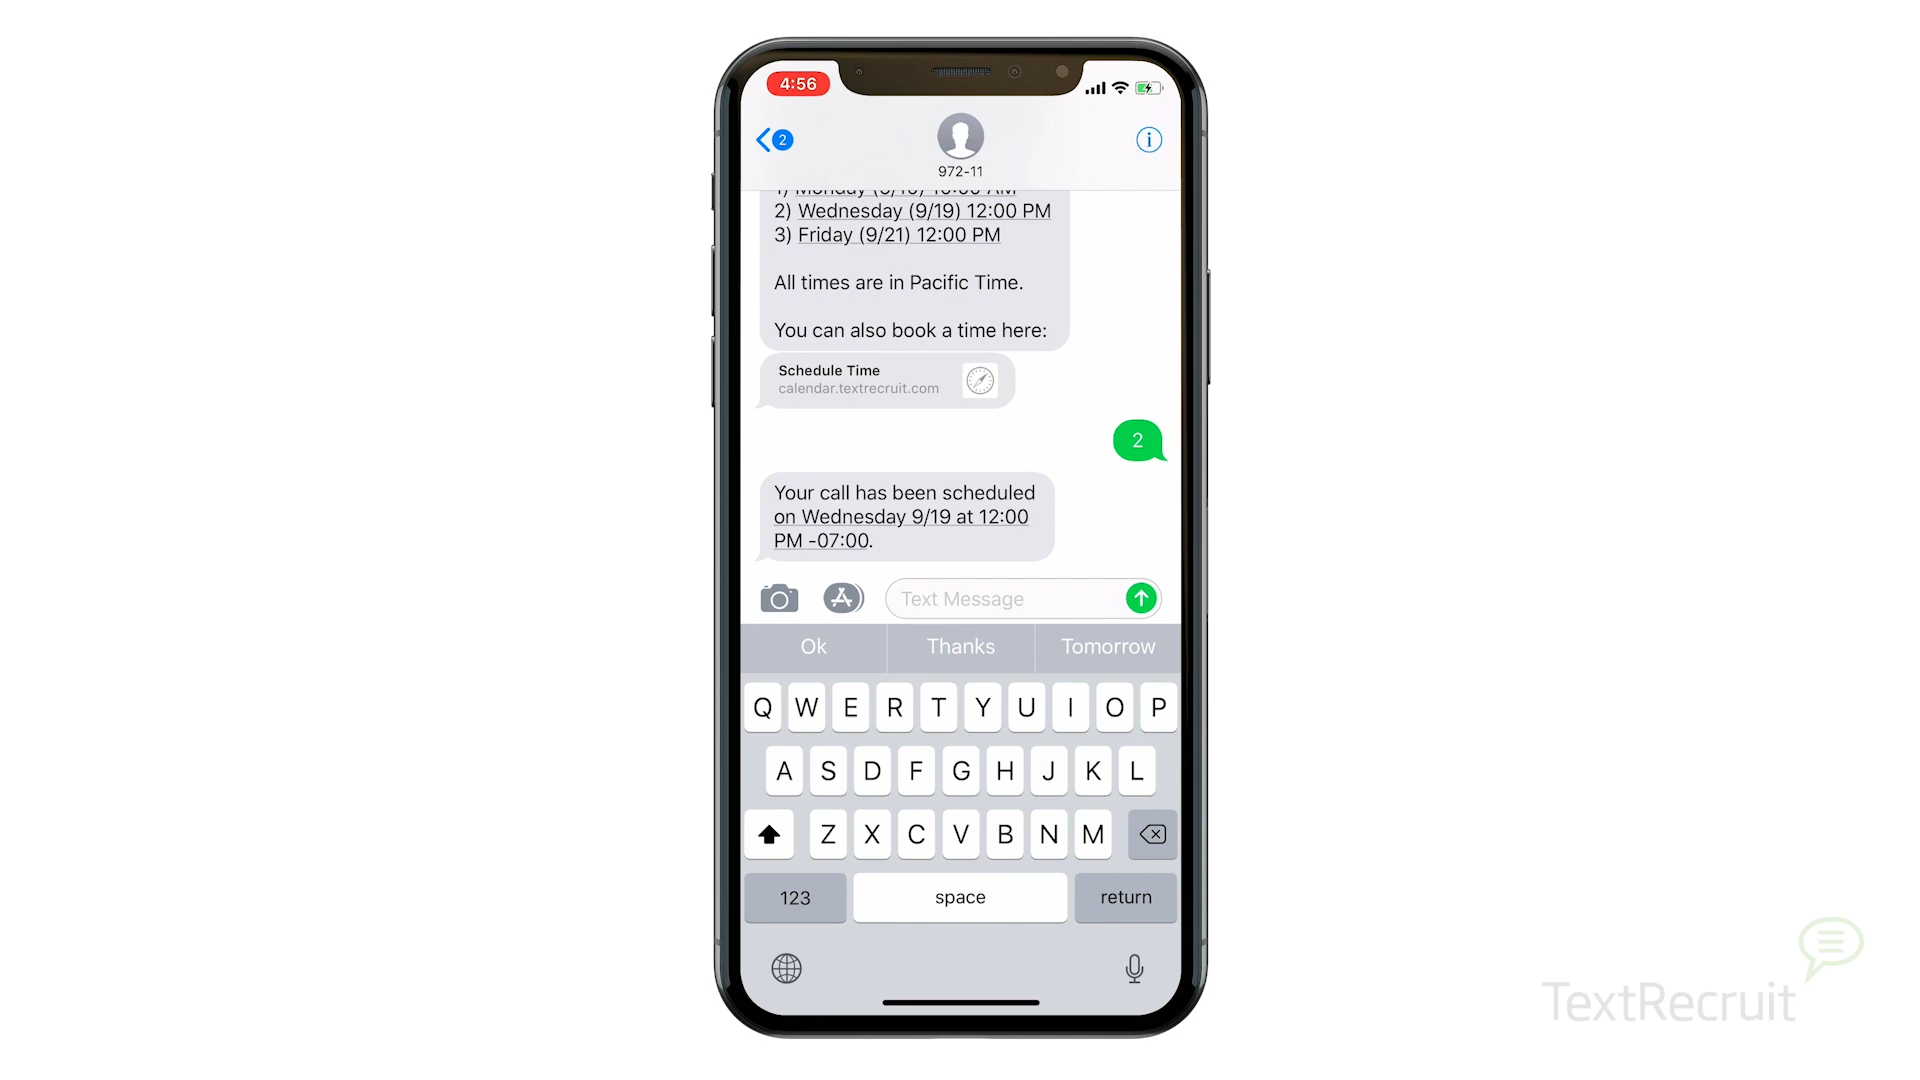 4:56
2
972-11
2) Wednesday (9/19) 12:00 PM
3) Friday (9/21) 12:00 PM
All times are in Pacific Time.
You can also book a time here:
Schedule Time
calendar.textrecruit.com
2
Your call has been scheduled
on Wednesday 9/19 at 12:00
PM -07:00.
Text Message
Ok Thanks Tomorrow
Q W E R T Y U I O P
A S D F G H J K L
Z X C V B N M
123 space return
TextRecruit